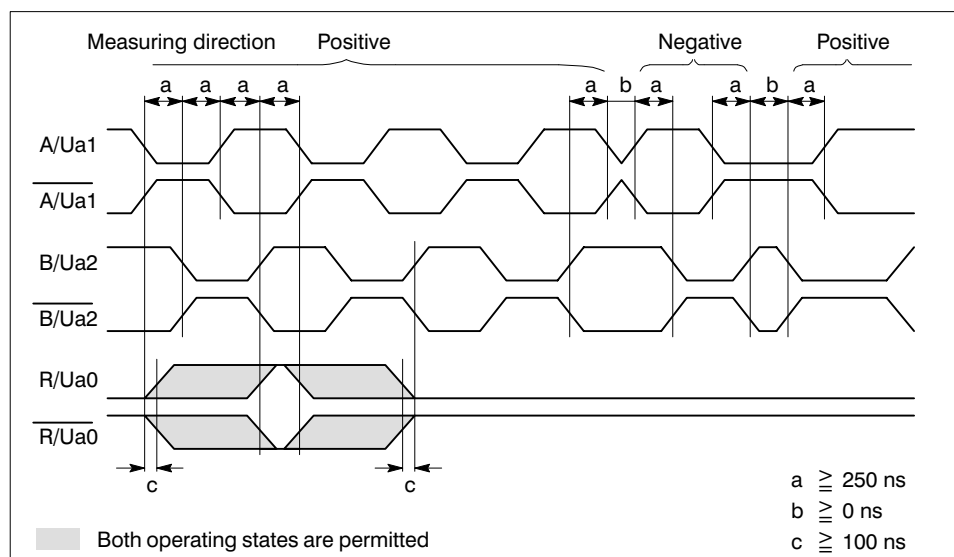 Measuring direction Positive Negative Positive
a a a a a b a a b a
A/Ua1
A/Ua1
B/Ua2
B/Ua2
R/Ua0
R/Ua0
c c
a ≧ 250 ns
b ≧ 0 ns
c ≧ 100 ns
Both operating states are permitted